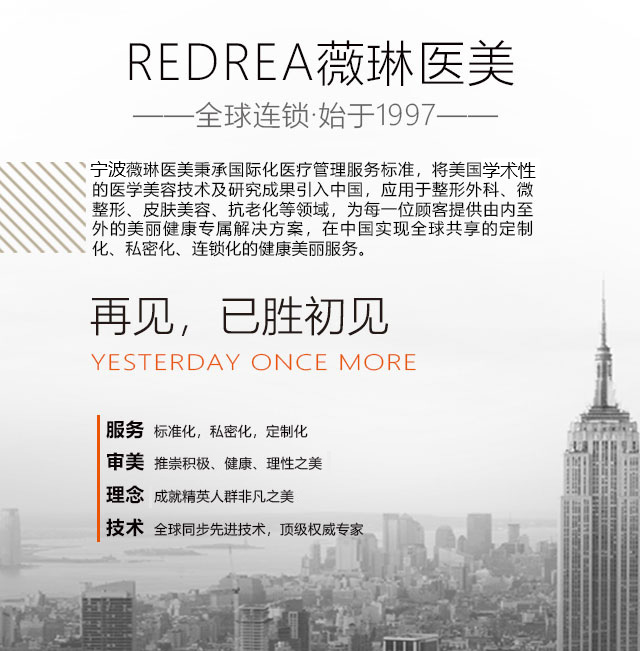 REDREA薇琳医美
——全球连锁·始于1997——
宁波薇琳医美秉承国际化医疗管理服务标准，将美国学术性
的医学美容技术及研究成果引入中国，应用于整形外科、微
整形、皮肤美容、抗老化等领域，为每一位顾客提供由内至
外的美丽健康专属解决方案，在中国实现全球共享的定制
化、私密化、连锁化的健康美丽服务。
再见，已胜初见
YESTERDAY ONCE MORE
服务 标准化，私密化，定制化
审美 推崇积极、健康、理性之美
理念 成就精英人群非凡之美
技术 全球同步先进技术，顶级权威专家